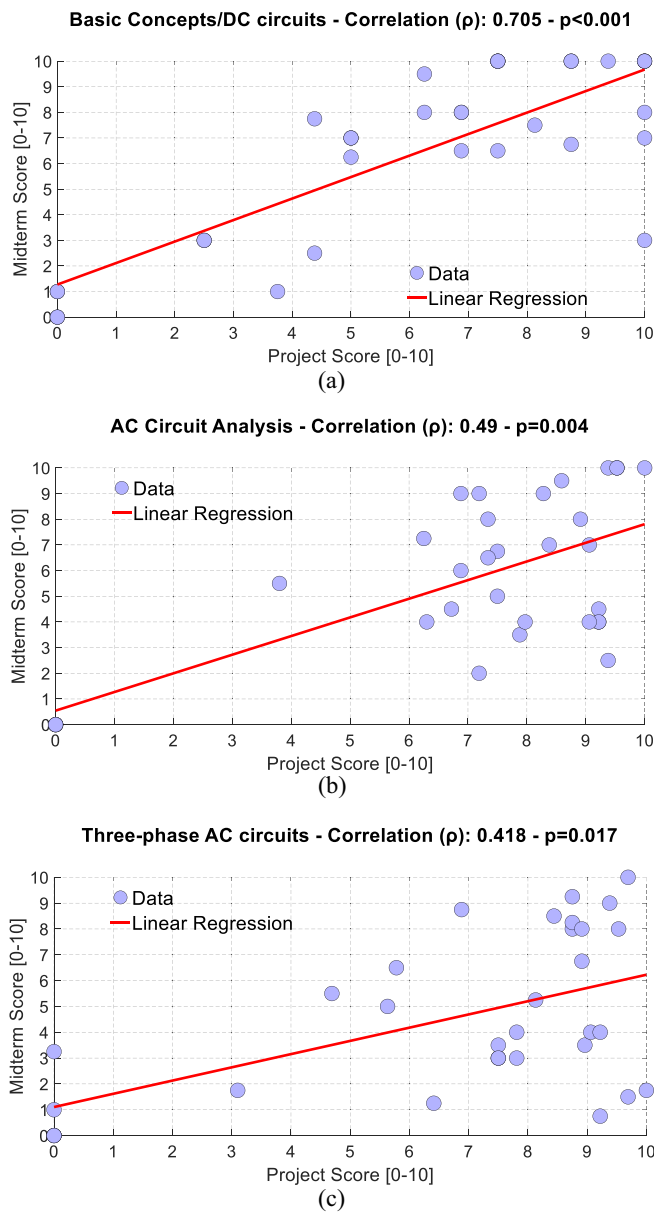 Basic Concepts/DC circuits - Correlation (ρ): 0.705 - p<0.001
10
9
8
7
6
5
4
3
2
1
0
Midterm Score [0-10]
Data
Linear Regression
0 1 2 3 4 5 6 7 8 9 10
Project Score [0-10]
(a)
AC Circuit Analysis - Correlation (ρ): 0.49 - p=0.004
10
9
8
7
6
5
4
3
2
1
0
Midterm Score [0-10]
Data
Linear Regression
0 1 2 3 4 5 6 7 8 9 10
Project Score [0-10]
(b)
Three-phase AC circuits - Correlation (ρ): 0.418 - p=0.017
10
9
8
7
6
5
4
3
2
1
0
Midterm Score [0-10]
Data
Linear Regression
0 1 2 3 4 5 6 7 8 9 10
Project Score [0-10]
(c)